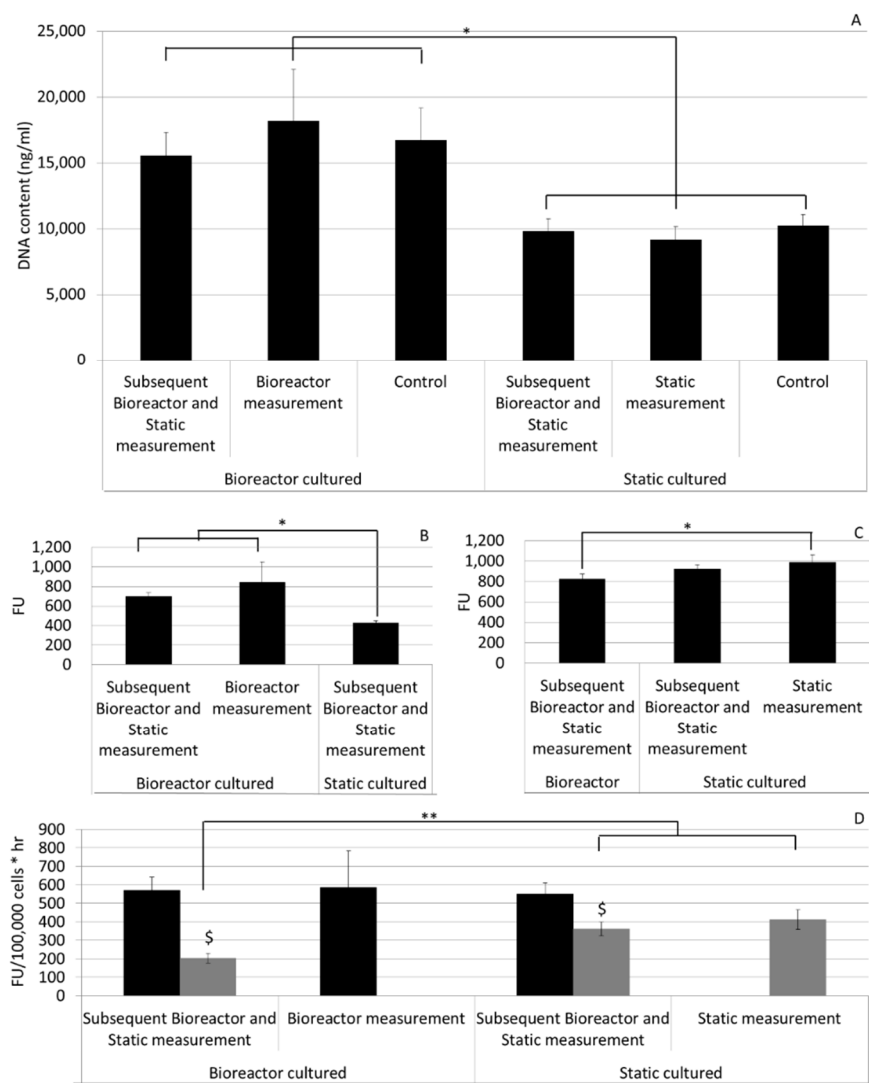 A
25,000
20,000
15,000
10,000
5,000
0
DNA content (ng/ml)
*
Subsequent Bioreactor and Static measurement
Bioreactor measurement
Control
Subsequent Bioreactor and Static measurement
Static measurement
Control
Bioreactor cultured
Static cultured
B
1,200
1,000
800
600
400
200
0
FU
*
Subsequent Bioreactor and Static measurement
Bioreactor measurement
Subsequent Bioreactor and Static measurement
Bioreactor cultured
Static cultured
C
1,200
1,000
800
600
400
200
0
FU
*
Subsequent Bioreactor and Static measurement
Subsequent Bioreactor and Static measurement
Static measurement
Bioreactor
Static cultured
D
900
800
700
600
500
400
300
200
100
0
FU/100,000 cells * hr
**
$
$
Subsequent Bioreactor and Static measurement
Bioreactor measurement
Subsequent Bioreactor and Static measurement
Static measurement
Bioreactor cultured
Static cultured